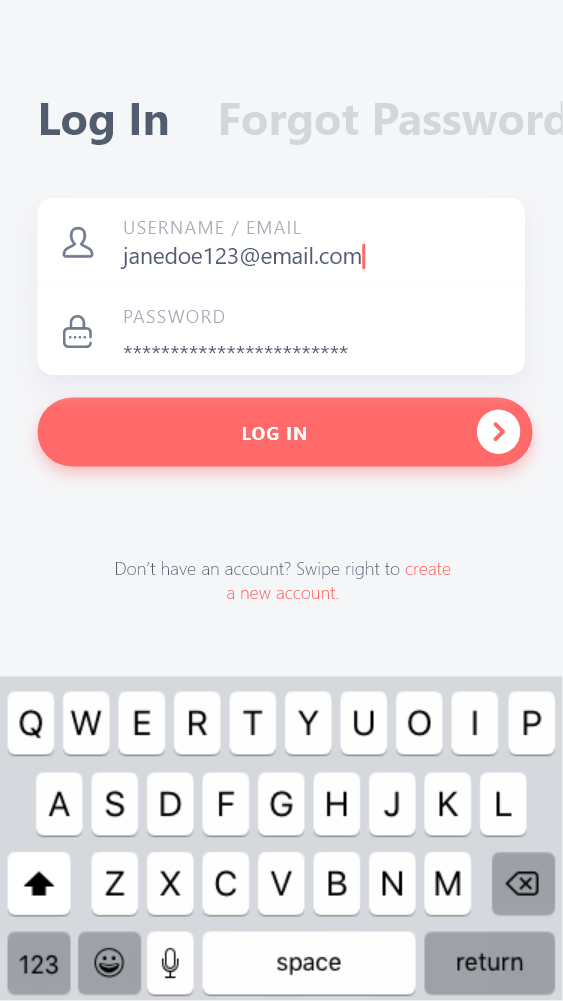 Log In Forgot Password
USERNAME / EMAIL
janedoe123@email.com
PASSWORD
************************
LOG IN
Don't have an account? Swipe right to create
a new account.
Q W E R T Y U O I P
A S D F G H J K L
Z X C V B N M
123 space return